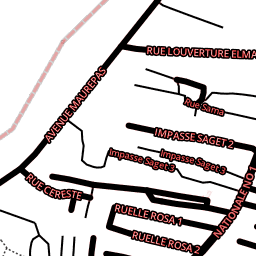 RUE LOUVERTURE ELMA
AVENUE MAUREPAS
Rue Sama
IMPASSE SAGET 2
Impasse Saget 3
Impasse Saget 3
RUE CERESTE
RUELLE ROSA 1
RUELLE ROSA 2
NATIONALE NO 1